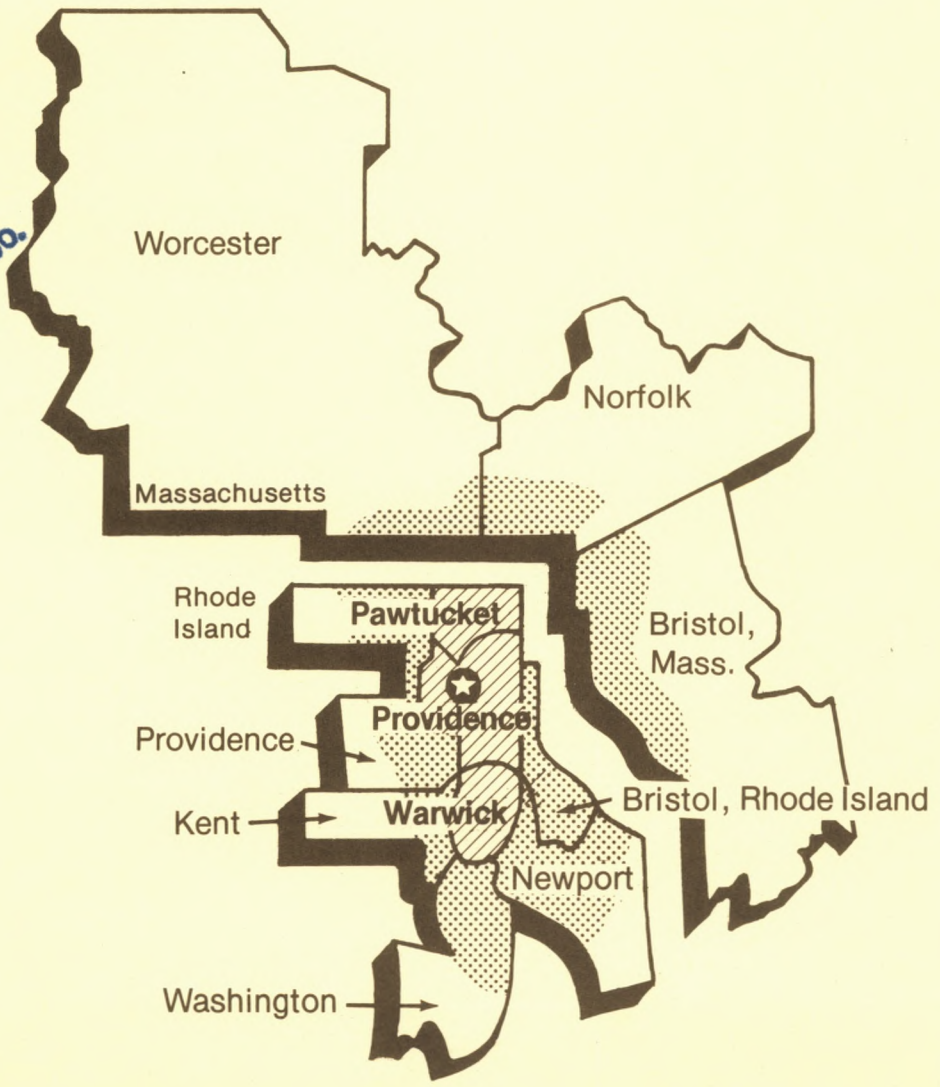 Worcester
Norfolk
Massachusetts
Rhode
Island
Pawtucket
Bristol,
Mass.
Providence
Providence
Bristol, Rhode Island
Warwick
Kent
Newport
Washington